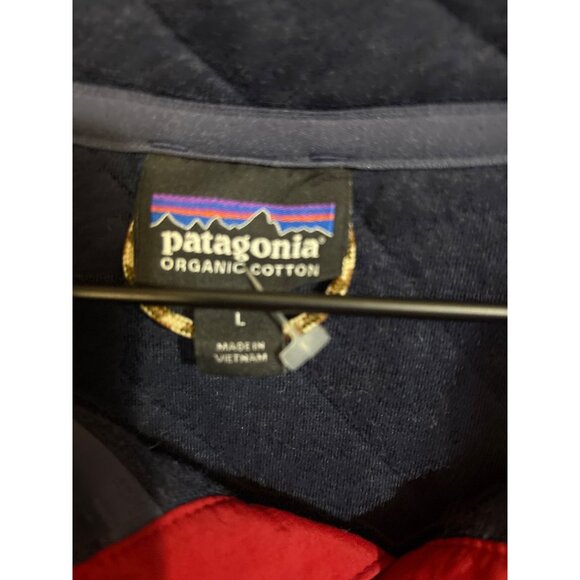 patagonia®
ORGANIC COTTON
L
MADE IN
VIETNAM